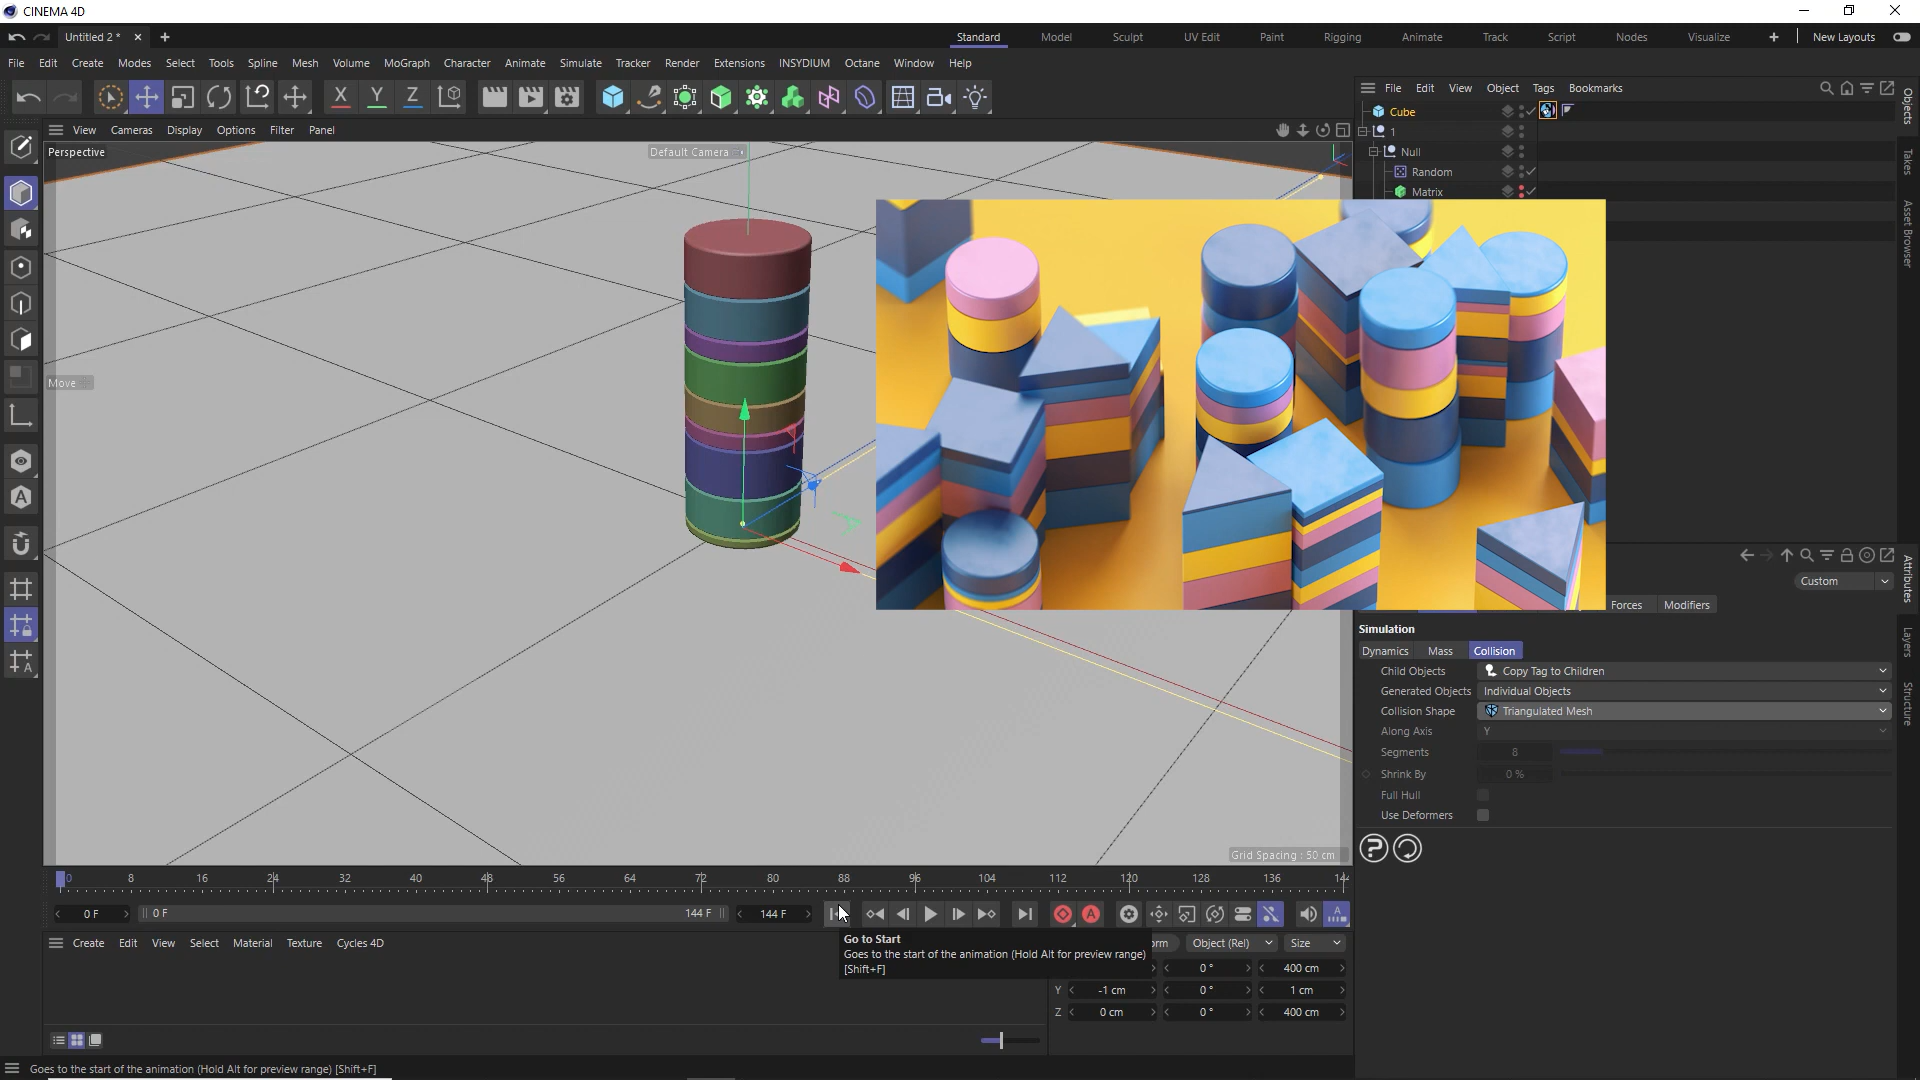 CINEMA 4D
Untitled 2 *
Standard Model Sculpt UV Edit Paint Rigging Animate Track Script Nodes Visualize New Layouts
File Edit Create Modes Select Tools Spline Mesh Volume MoGraph Character Animate Simulate Tracker Render Extensions INSYDIUM Octane Window Help
X Y Z
File Edit View Object Tags Bookmarks
Cube
1
Null
Random
Matrix
Objects
Takes
Asset Browser
View Cameras Display Options Filter Panel
Perspective
Default Camera
Move
Grid Spacing : 50 cm
Custom
Forces Modifiers
Attributes
Layers
Structure
Simulation
Dynamics Mass Collision
Child Objects Copy Tag to Children
Generated Objects Individual Objects
Collision Shape Triangulated Mesh
Along Axis Y
Segments 8
Shrink By 0 %
Full Hull
Use Deformers
0 8 16 24 32 40 48 56 64 72 80 88 96 104 112 120 128 136 144
0 F 0 F 144 F 144 F
Create Edit View Select Material Texture Cycles 4D
Go to Start
Goes to the start of the animation (Hold Alt for preview range)
[Shift+F]
Object (Rel) Size
0 ° 400 cm
Y -1 cm 0 ° 1 cm
Z 0 cm 0 ° 400 cm
Goes to the start of the animation (Hold Alt for preview range) [Shift+F]